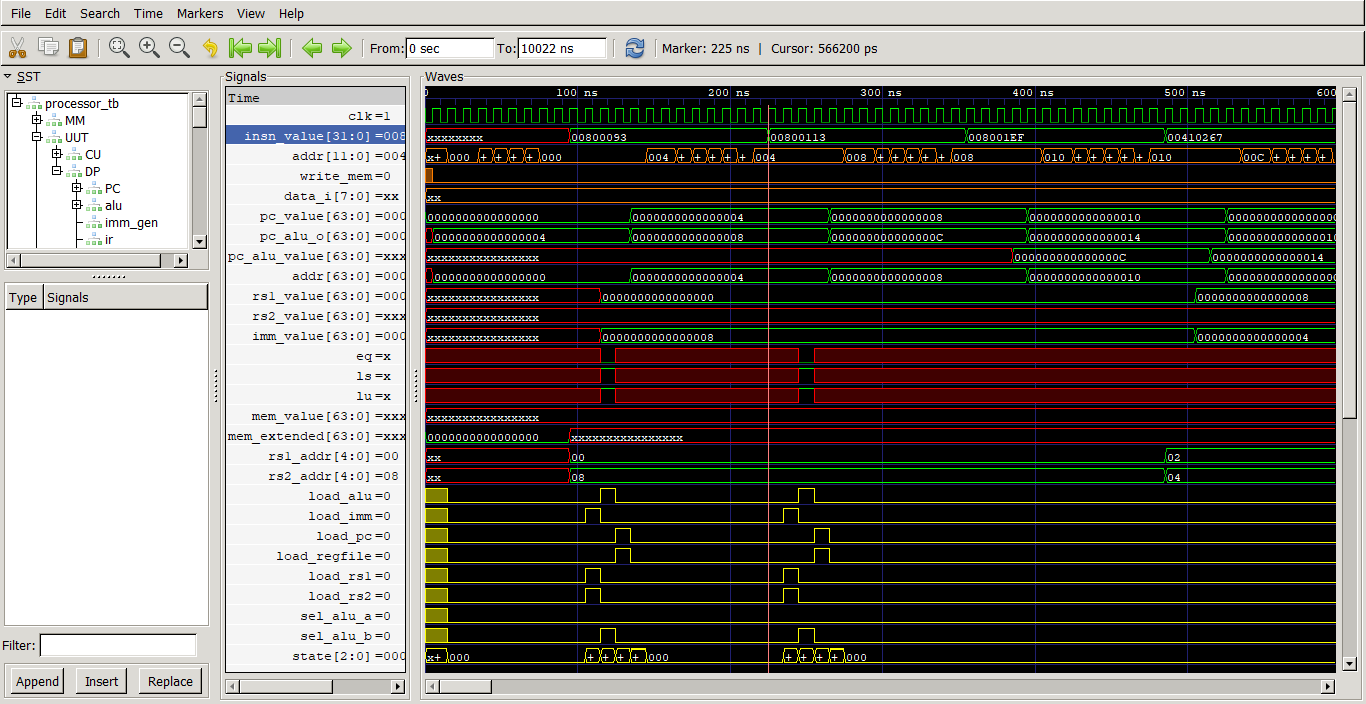 File Edit Search Time Markers View Help
From: 0 sec To: 10022 ns Marker: 225 ns | Cursor: 566200 ps
SST
processor_tb
MM
UUT
CU
DP
PC
alu
imm_gen
ir
Type Signals
Filter:
Append Insert Replace
Signals
Time
clk=1
insn_value[31:0]=008
addr[11:0]=004
write_mem=0
data_i[7:0]=xx
pc_value[63:0]=000
pc_alu_o[63:0]=000
pc_alu_value[63:0]=xxx
addr[63:0]=000
rs1_value[63:0]=000
rs2_value[63:0]=xxx
imm_value[63:0]=000
eq=x
ls=x
lu=x
mem_value[63:0]=xxx
mem_extended[63:0]=xxx
rs1_addr[4:0]=00
rs2_addr[4:0]=08
load_alu=0
load_imm=0
load_pc=0
load_regfile=0
load_rs1=0
load_rs2=0
sel_alu_a=0
sel_alu_b=0
state[2:0]=000
Waves
0 100 ns 200 ns 300 ns 400 ns 500 ns 600
xxxxxxxx 00800093 00800113 008001EF 00410267
x+ 000 + + + + 000 004 + + + + + 004 008 + + + + + 008 010 + + + + + 010 00C + + + +
xx
0000000000000000 0000000000000004 0000000000000008 0000000000000010 000000000000000
0000000000000004 0000000000000008 000000000000000C 0000000000000014 000000000000001
xxxxxxxxxxxxxxxx 000000000000000C 0000000000000014
0000000000000000 0000000000000004 0000000000000008 0000000000000010 000000000000000
xxxxxxxxxxxxxxxx 0000000000000000 0000000000000008
xxxxxxxxxxxxxxxx
xxxxxxxxxxxxxxxx 0000000000000008 0000000000000004
xxxxxxxxxxxxxxxx
0000000000000000 xxxxxxxxxxxxxxxx
xx 00 02
xx 08 04
x+ 000 + + + + 000 + + + + 000